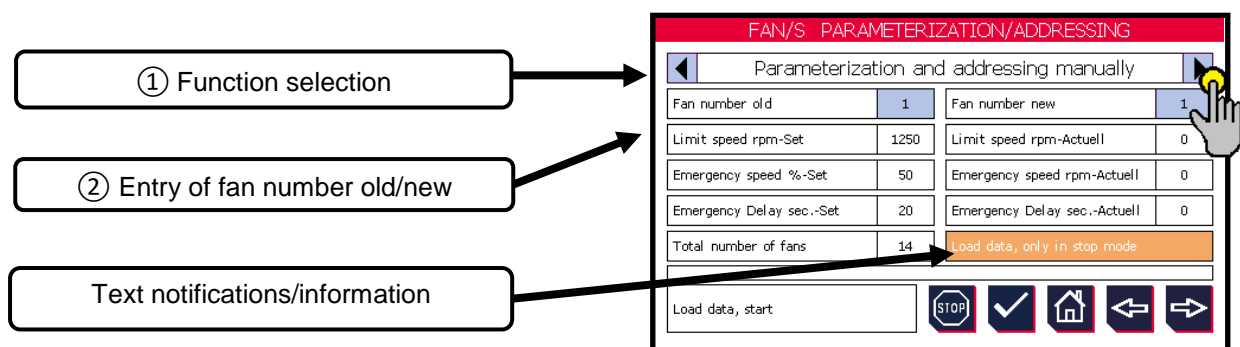 FAN/S PARAMETERIZATION/ADDRESSING
① Function selection
Parameterization and addressing manually
Fan number old 1 Fan number new 1
② Entry of fan number old/new
Limit speed rpm-Set 1250 Limit speed rpm-Actuell 0
Emergency speed %-Set 50 Emergency speed rpm-Actuell 0
Emergency Delay sec.-Set 20 Emergency Delay sec.-Actuell 0
Total number of fans 14 Load data, only in stop mode
Text notifications/information
Load data, start STOP